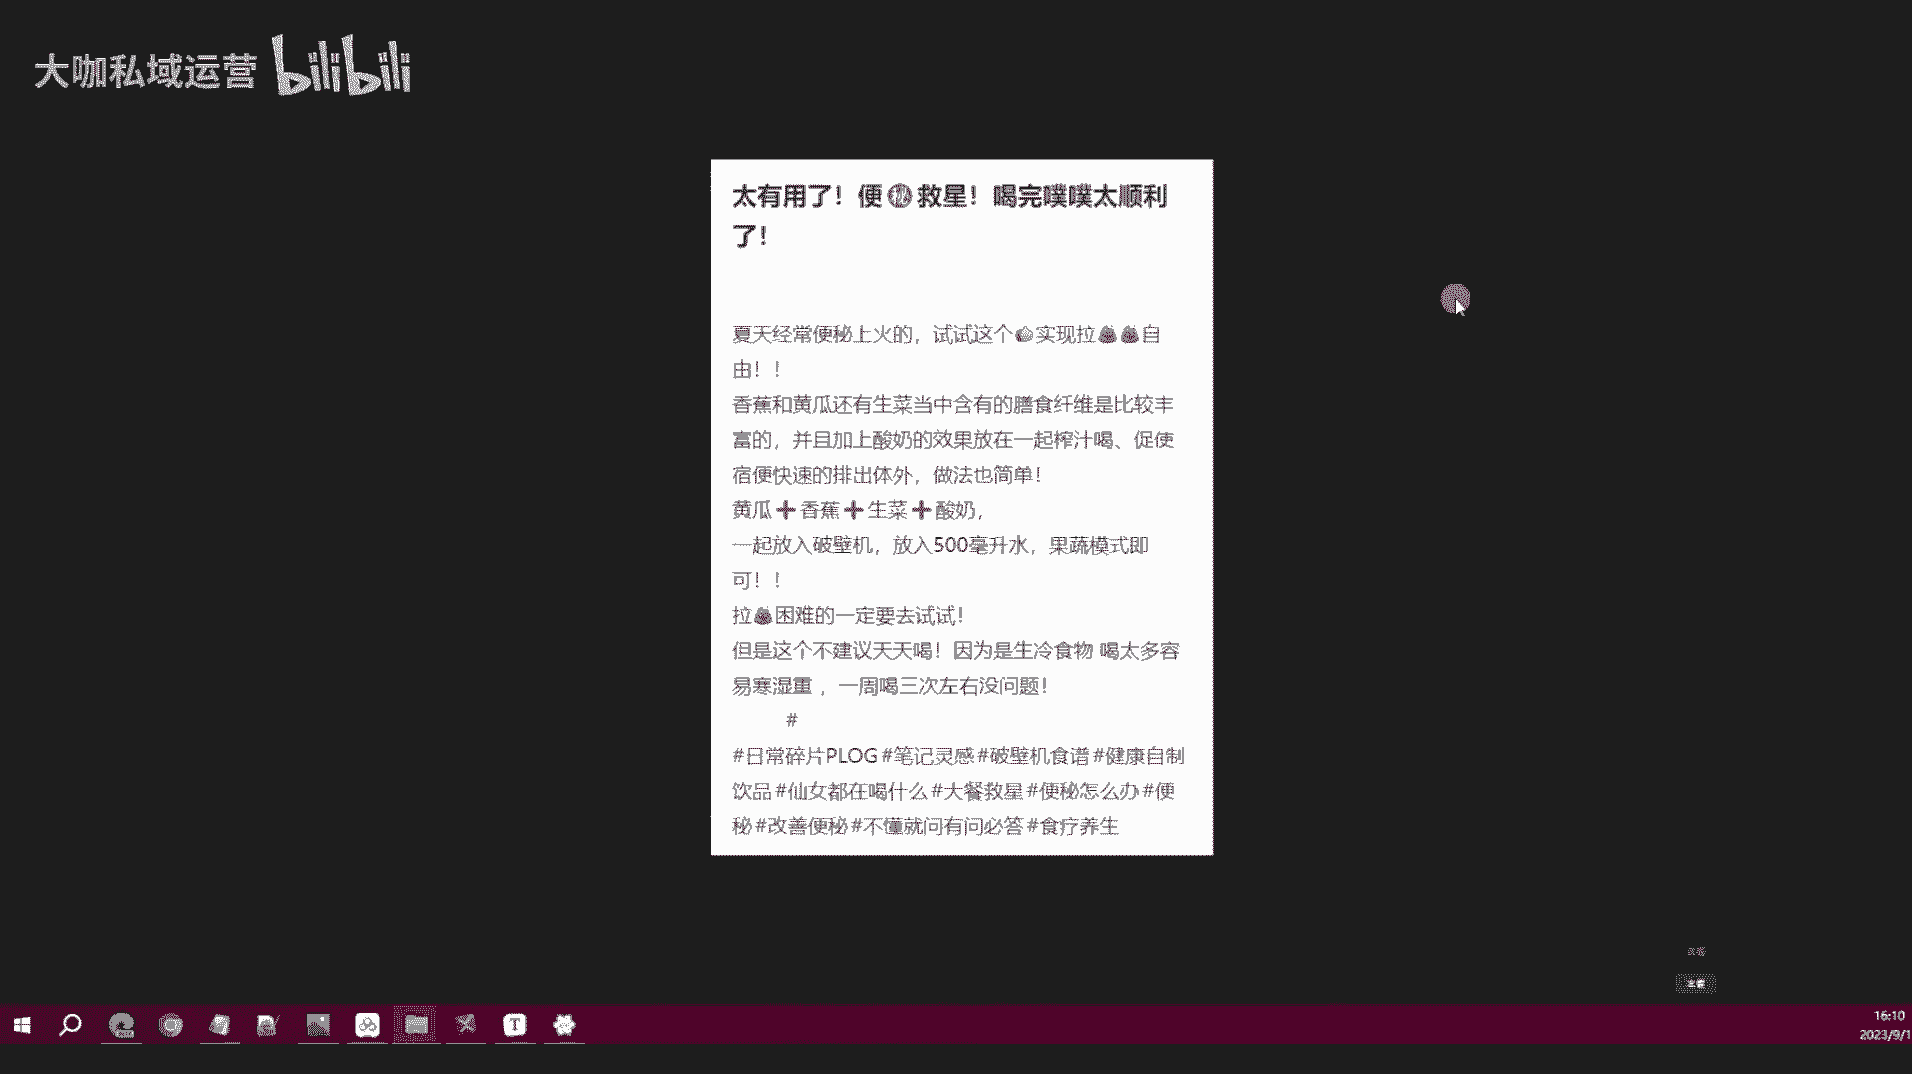 大咖私域运营 bilibili
太有用了！便㊙救星！喝完噗噗太顺利
了！
夏天经常便秘上火的，试试这个🍚实现拉💩💩自
由！！
香蕉和黄瓜还有生菜当中含有的膳食纤维是比较丰
富的，并且加上酸奶的效果放在一起榨汁喝、促使
宿便快速的排出体外，做法也简单！
黄瓜➕香蕉➕生菜➕酸奶，
一起放入破壁机，放入500毫升水，果蔬模式即
可！！
拉💩困难的一定要去试试！
但是这个不建议天天喝！因为是生冷食物 喝太多容
易寒湿重 ，一周喝三次左右没问题！
#
#日常碎片PLOG #笔记灵感 #破壁机食谱 #健康自制
饮品 #仙女都在喝什么 #大餐救星 #便秘怎么办 #便
秘 #改善便秘 #不懂就问有问必答 #食疗养生
T
16:10
2023/9/1